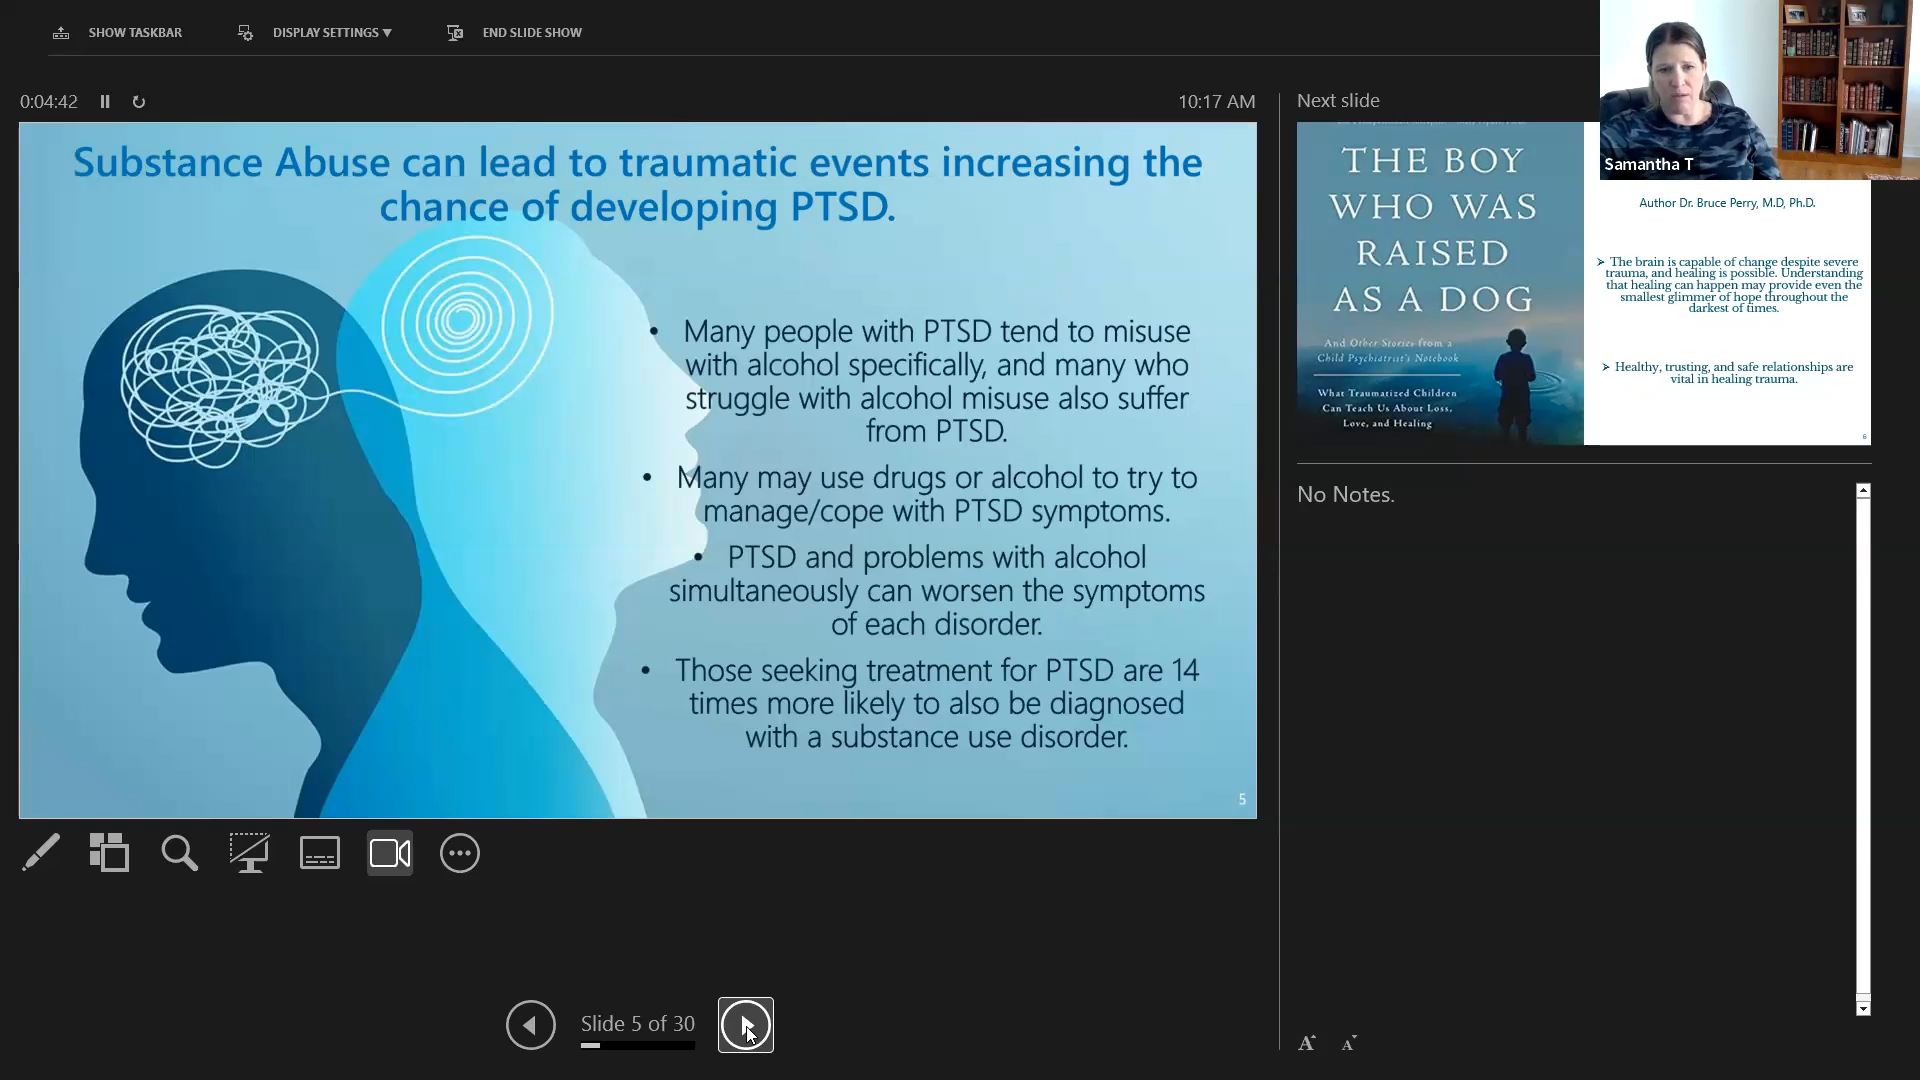 SHOW TASKBAR
DISPLAY SETTINGS ▼
END SLIDE SHOW
0:04:42
10:17 AM
Substance Abuse can lead to traumatic events increasing the
chance of developing PTSD.
• Many people with PTSD tend to misuse
with alcohol specifically, and many who
struggle with alcohol misuse also suffer
from PTSD.
• Many may use drugs or alcohol to try to
manage/cope with PTSD symptoms.
• PTSD and problems with alcohol
simultaneously can worsen the symptoms
of each disorder.
• Those seeking treatment for PTSD are 14
times more likely to also be diagnosed
with a substance use disorder.
5
Slide 5 of 30
Next slide
THE BOY
WHO WAS
RAISED
AS A DOG
And Other Stories from a
Child Psychiatrist's Notebook
What Traumatized Children
Can Teach Us About Loss,
Love, and Healing
Author Dr. Bruce Perry, M.D, Ph.D.
➢ The brain is capable of change despite severe
trauma, and healing is possible. Understanding
that healing can happen may provide even the
smallest glimmer of hope throughout the
darkest of times.
➢ Healthy, trusting, and safe relationships are
vital in healing trauma.
6
Samantha T
No Notes.
A A